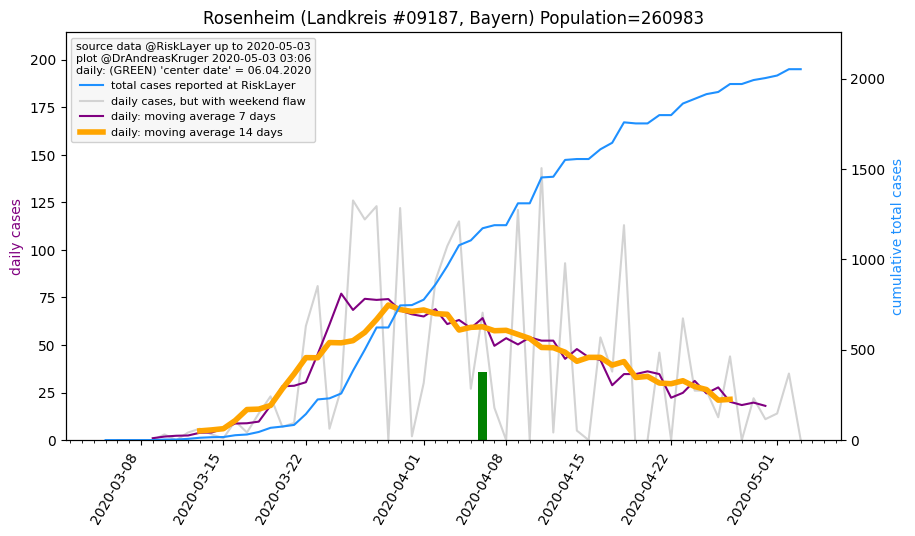 Rosenheim (Landkreis #09187, Bayern) Population=260983
source data @RiskLayer up to 2020-05-03
plot @DrAndreasKruger 2020-05-03 03:06
daily: (GREEN) 'center date' = 06.04.2020
total cases reported at RiskLayer
daily cases, but with weekend flaw
daily: moving average 7 days
daily: moving average 14 days
200
175
150
125
100
75
50
25
0
daily cases
2000
1500
1000
500
0
cumulative total cases
2020-03-08
2020-03-15
2020-03-22
2020-04-01
2020-04-08
2020-04-15
2020-04-22
2020-05-01